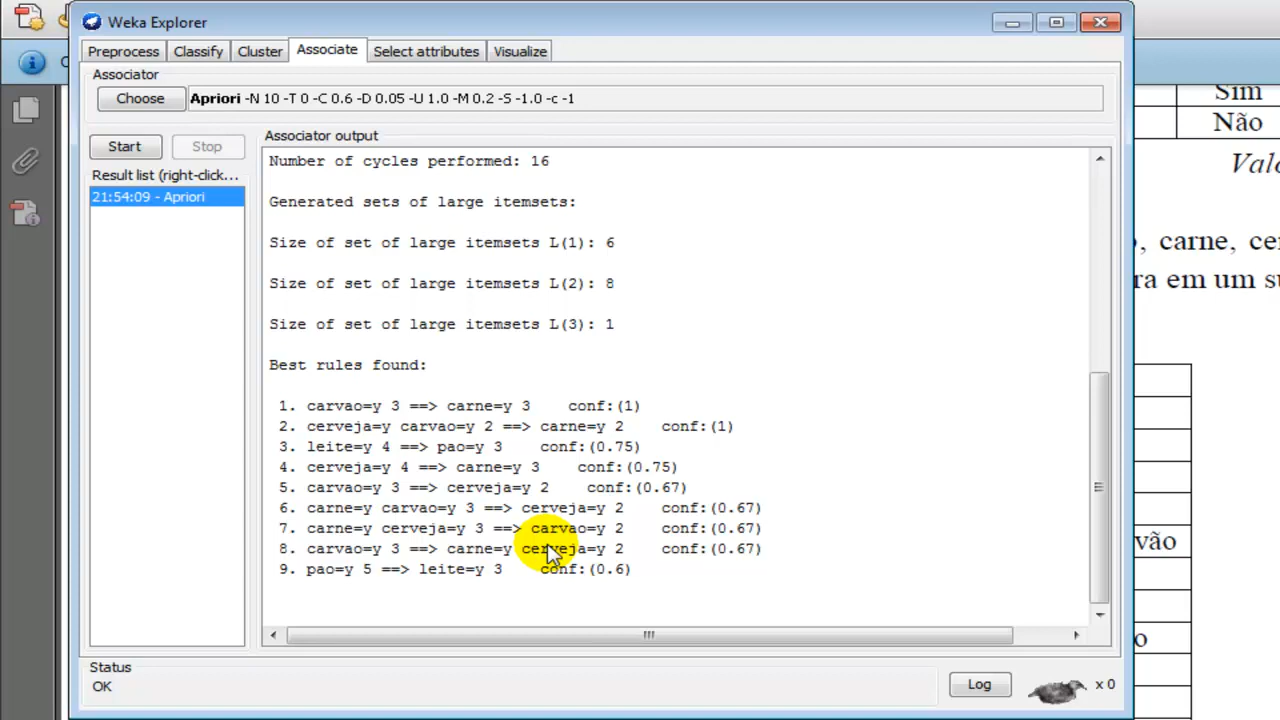 Weka Explorer
Preprocess Classify Cluster Associate Select attributes Visualize
Associator
Choose Apriori -N 10 -T 0 -C 0.6 -D 0.05 -U 1.0 -M 0.2 -S -1.0 -c -1
Start Stop
Result list (right-click...
21:54:09 - Apriori
Associator output
Number of cycles performed: 16
Generated sets of large itemsets:
Size of set of large itemsets L(1): 6
Size of set of large itemsets L(2): 8
Size of set of large itemsets L(3): 1
Best rules found:
1. carvao=y 3 ==> carne=y 3 conf:(1)
2. cerveja=y carvao=y 2 ==> carne=y 2 conf:(1)
3. leite=y 4 ==> pao=y 3 conf:(0.75)
4. cerveja=y 4 ==> carne=y 3 conf:(0.75)
5. carvao=y 3 ==> cerveja=y 2 conf:(0.67)
6. carne=y carvao=y 3 ==> cerveja=y 2 conf:(0.67)
7. carne=y cerveja=y 3 ==> carvao=y 2 conf:(0.67)
8. carvao=y 3 ==> carne=y cerveja=y 2 conf:(0.67)
9. pao=y 5 ==> leite=y 3 conf:(0.6)
Status
OK
Log
x 0
Sim
Não
, carne,
em um